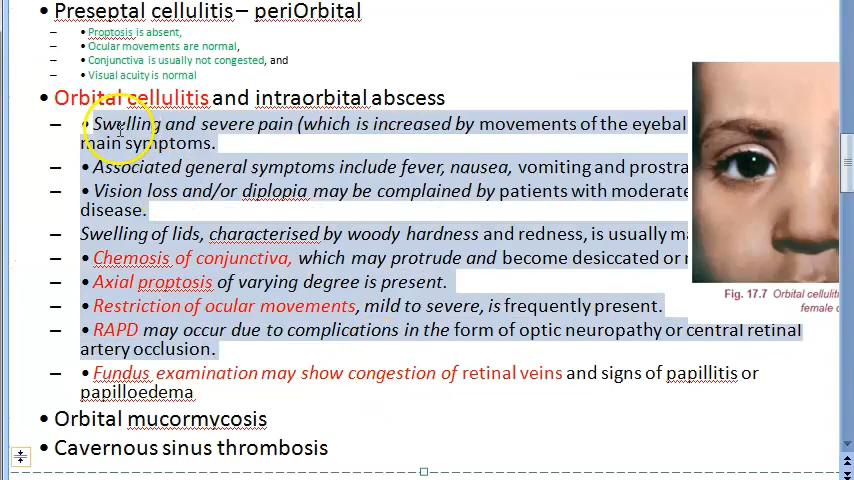 • Preseptal cellulitis – periOrbital
– • Proptosis is absent,
– • Ocular movements are normal,
– • Conjunctiva is usually not congested, and
– • Visual acuity is normal
• Orbital cellulitis and intraorbital abscess
– • Swelling and severe pain (which is increased by movements of the eyebal
main symptoms.
– • Associated general symptoms include fever, nausea, vomiting and prostra
– • Vision loss and/or diplopia may be complained by patients with moderate
disease.
– Swelling of lids, characterised by woody hardness and redness, is usually ma
– • Chemosis of conjunctiva, which may protrude and become desiccated or n
– • Axial proptosis of varying degree is present.
– • Restriction of ocular movements, mild to severe, is frequently present.
– • RAPD may occur due to complications in the form of optic neuropathy or central retinal
artery occlusion.
– • Fundus examination may show congestion of retinal veins and signs of papillitis or
papilloedema
• Orbital mucormycosis
• Cavernous sinus thrombosis
Fig. 17.7 Orbital celluliti
female c